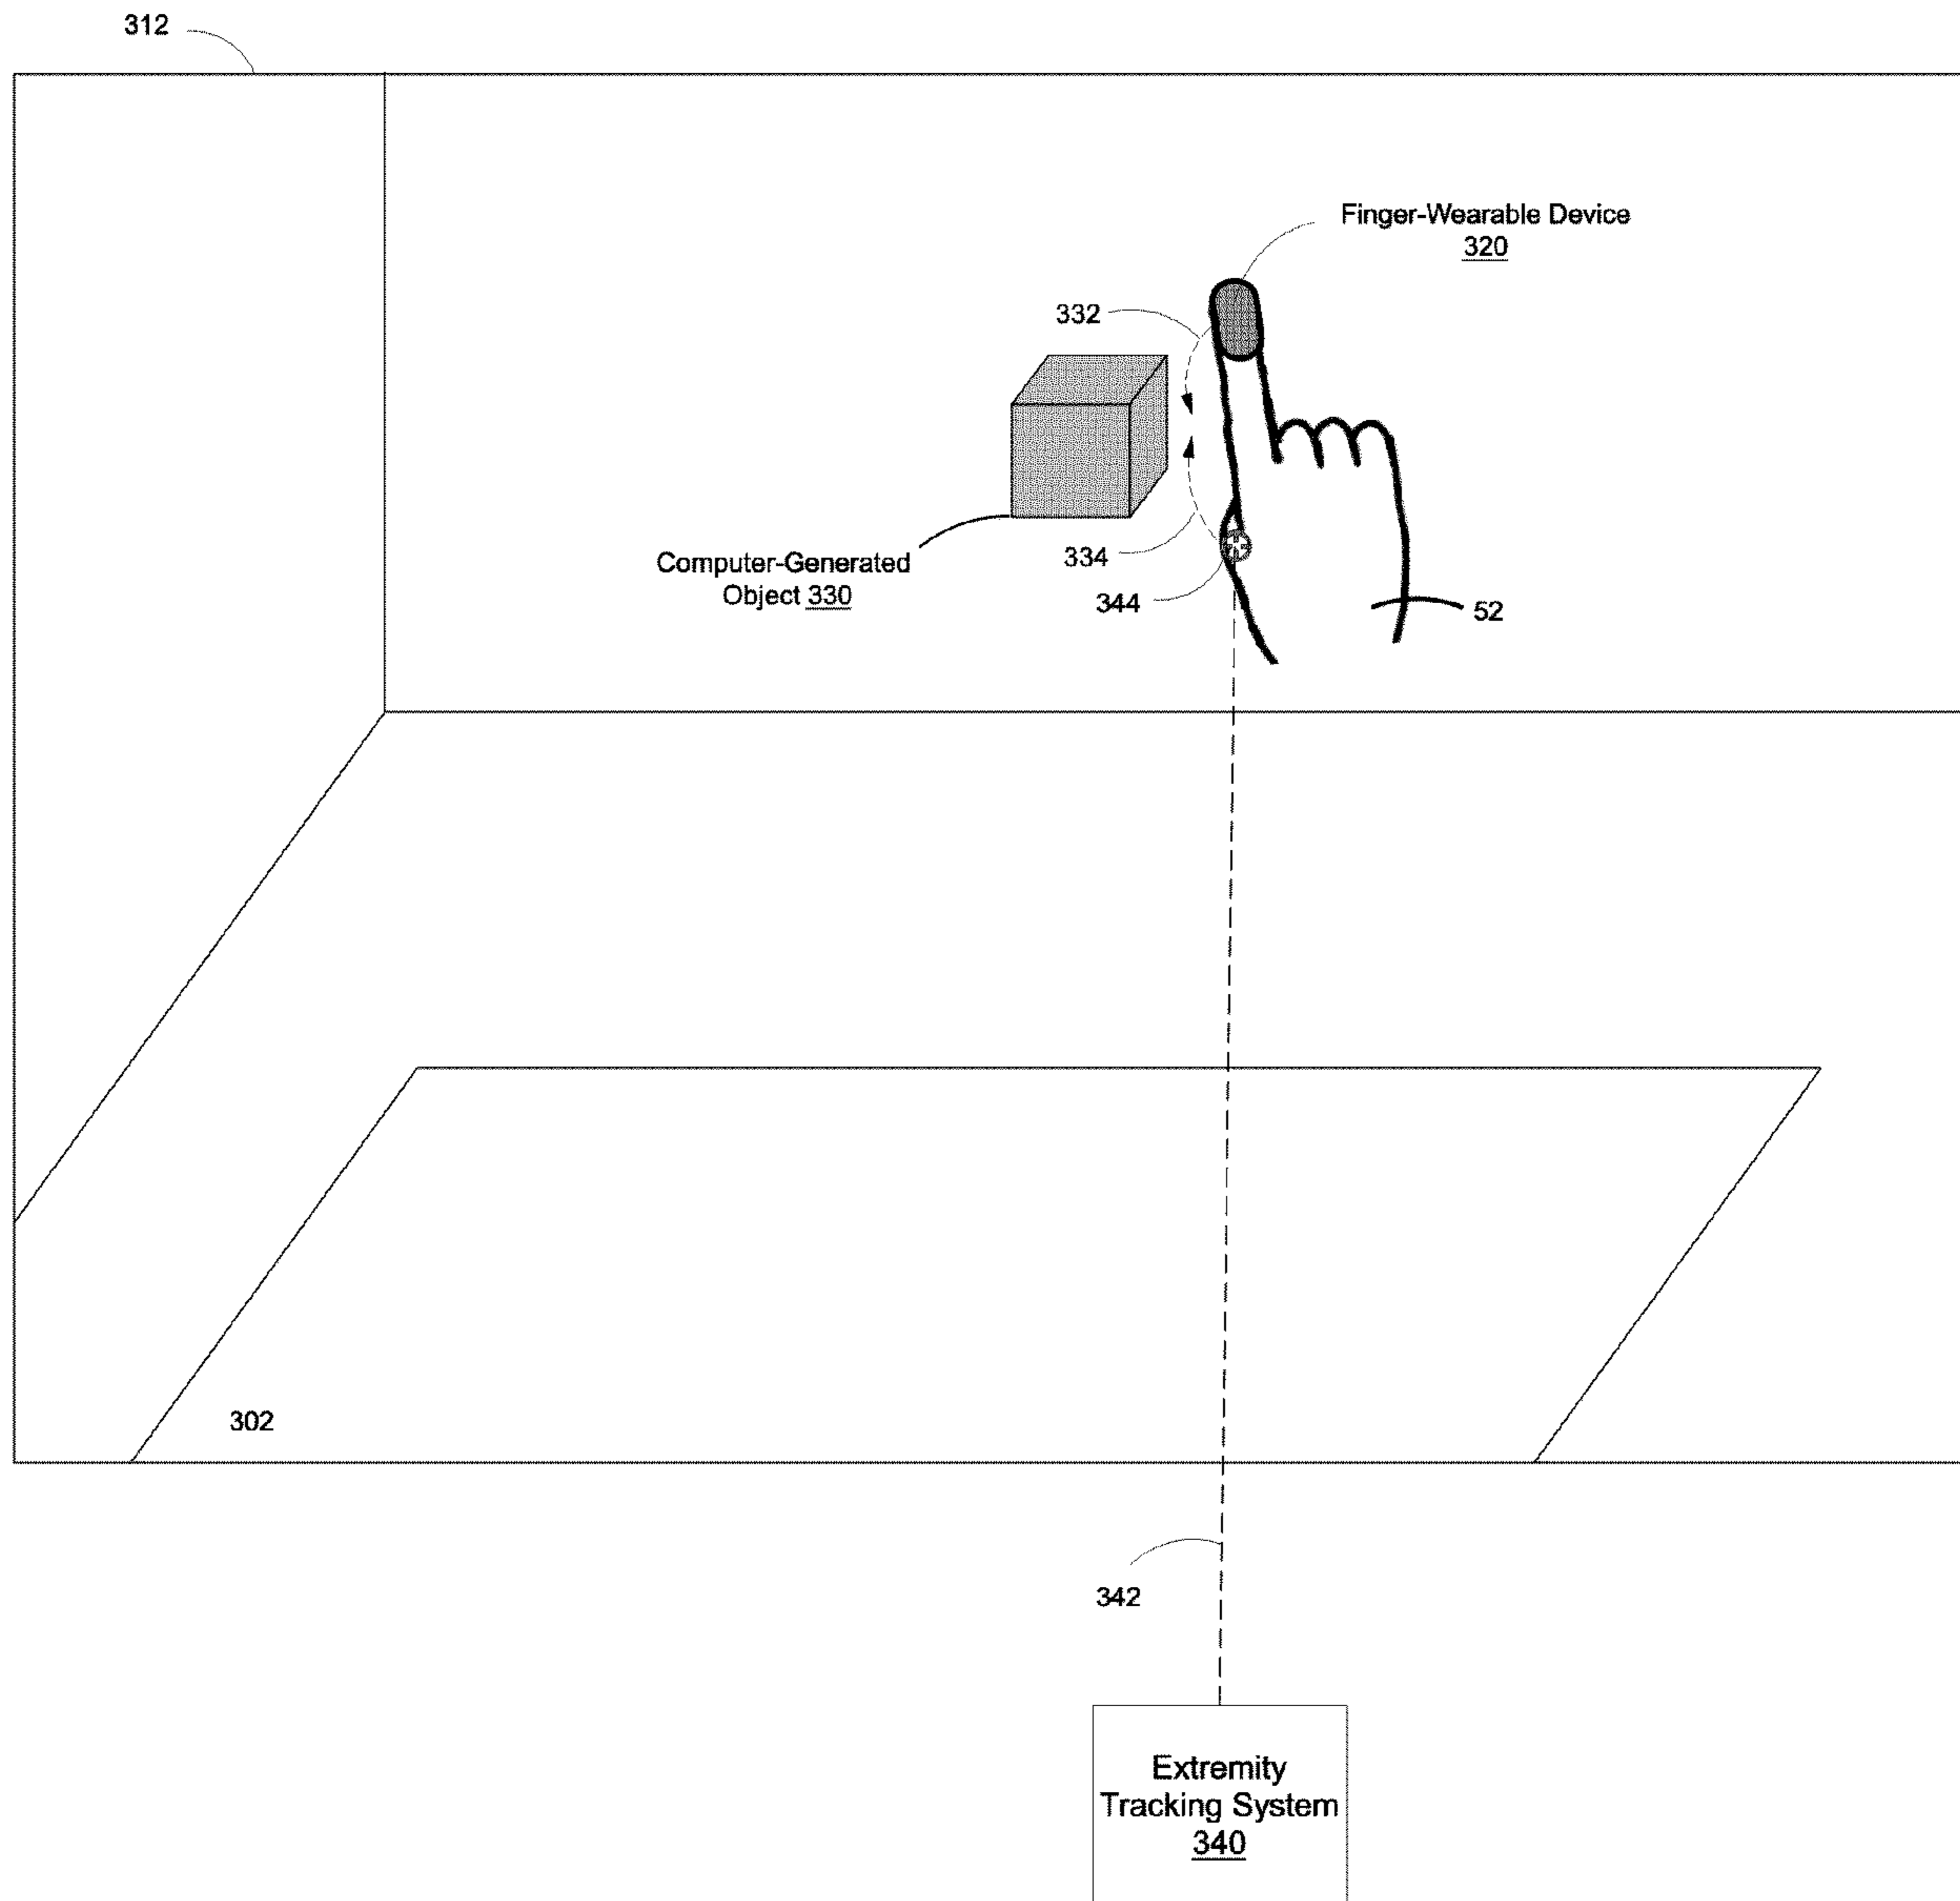 312
Finger-Wearable Device
320
332
Computer-Generated
Object 330
334
344
52
302
342
Extremity
Tracking System
340